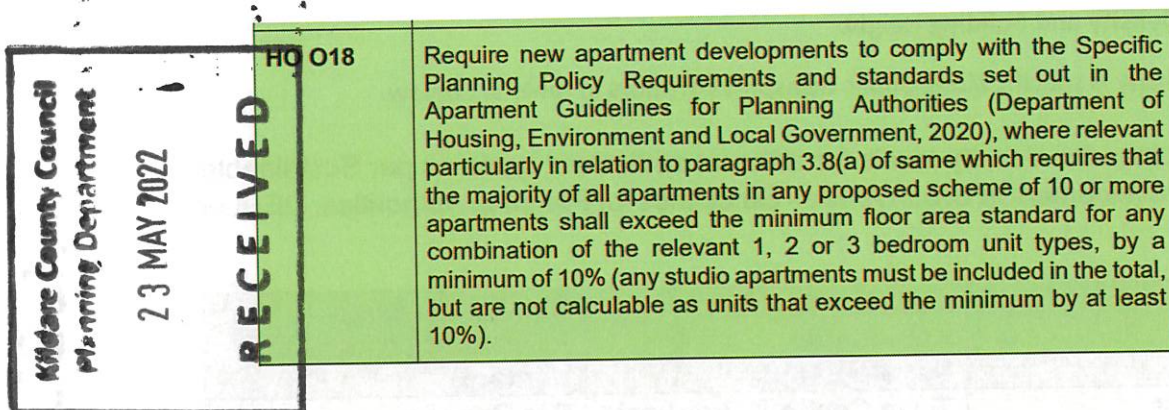 Kildare County Council
Planning Department
23 MAY 2022
RECEIVED
HO O18
Require new apartment developments to comply with the Specific
Planning Policy Requirements and standards set out in the
Apartment Guidelines for Planning Authorities (Department of
Housing, Environment and Local Government, 2020), where relevant
particularly in relation to paragraph 3.8(a) of same which requires that
the majority of all apartments in any proposed scheme of 10 or more
apartments shall exceed the minimum floor area standard for any
combination of the relevant 1, 2 or 3 bedroom unit types, by a
minimum of 10% (any studio apartments must be included in the total,
but are not calculable as units that exceed the minimum by at least
10%).